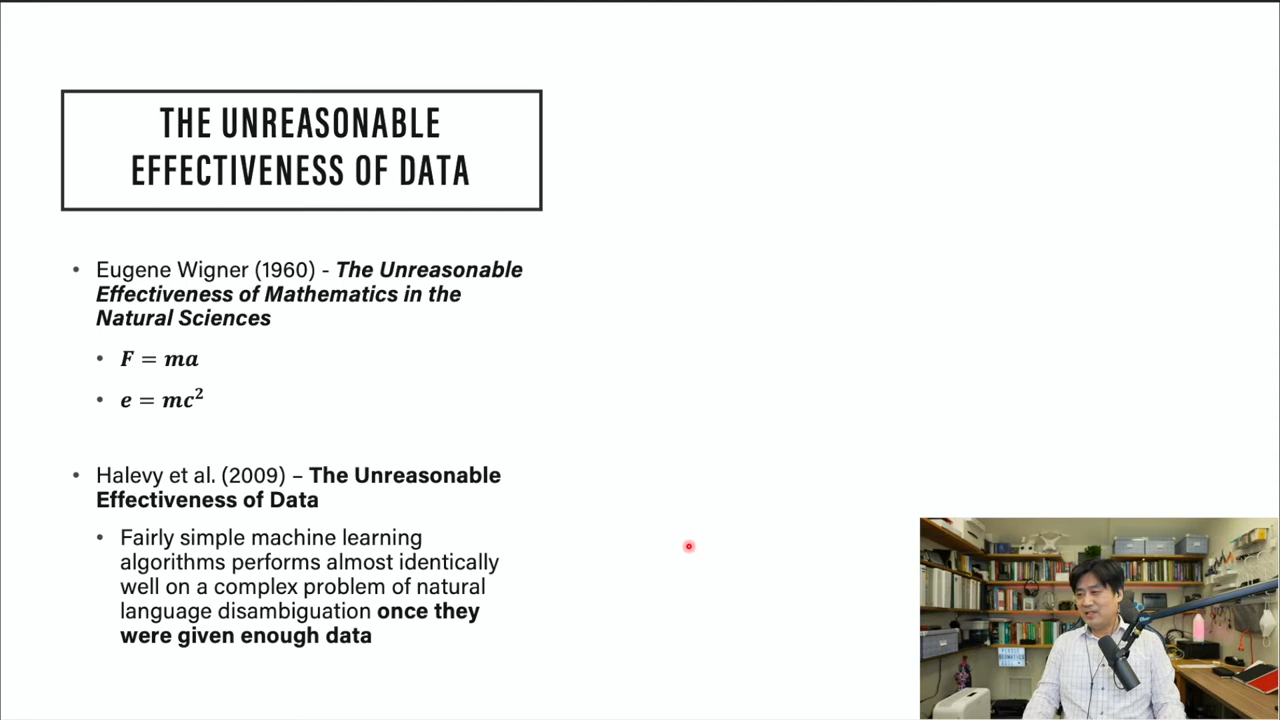 THE UNREASONABLE
EFFECTIVENESS OF DATA
• Eugene Wigner (1960) - The Unreasonable
Effectiveness of Mathematics in the
Natural Sciences
• F = ma
• e = mc²
• Halevy et al. (2009) – The Unreasonable
Effectiveness of Data
• Fairly simple machine learning
algorithms performs almost identically
well on a complex problem of natural
language disambiguation once they
were given enough data